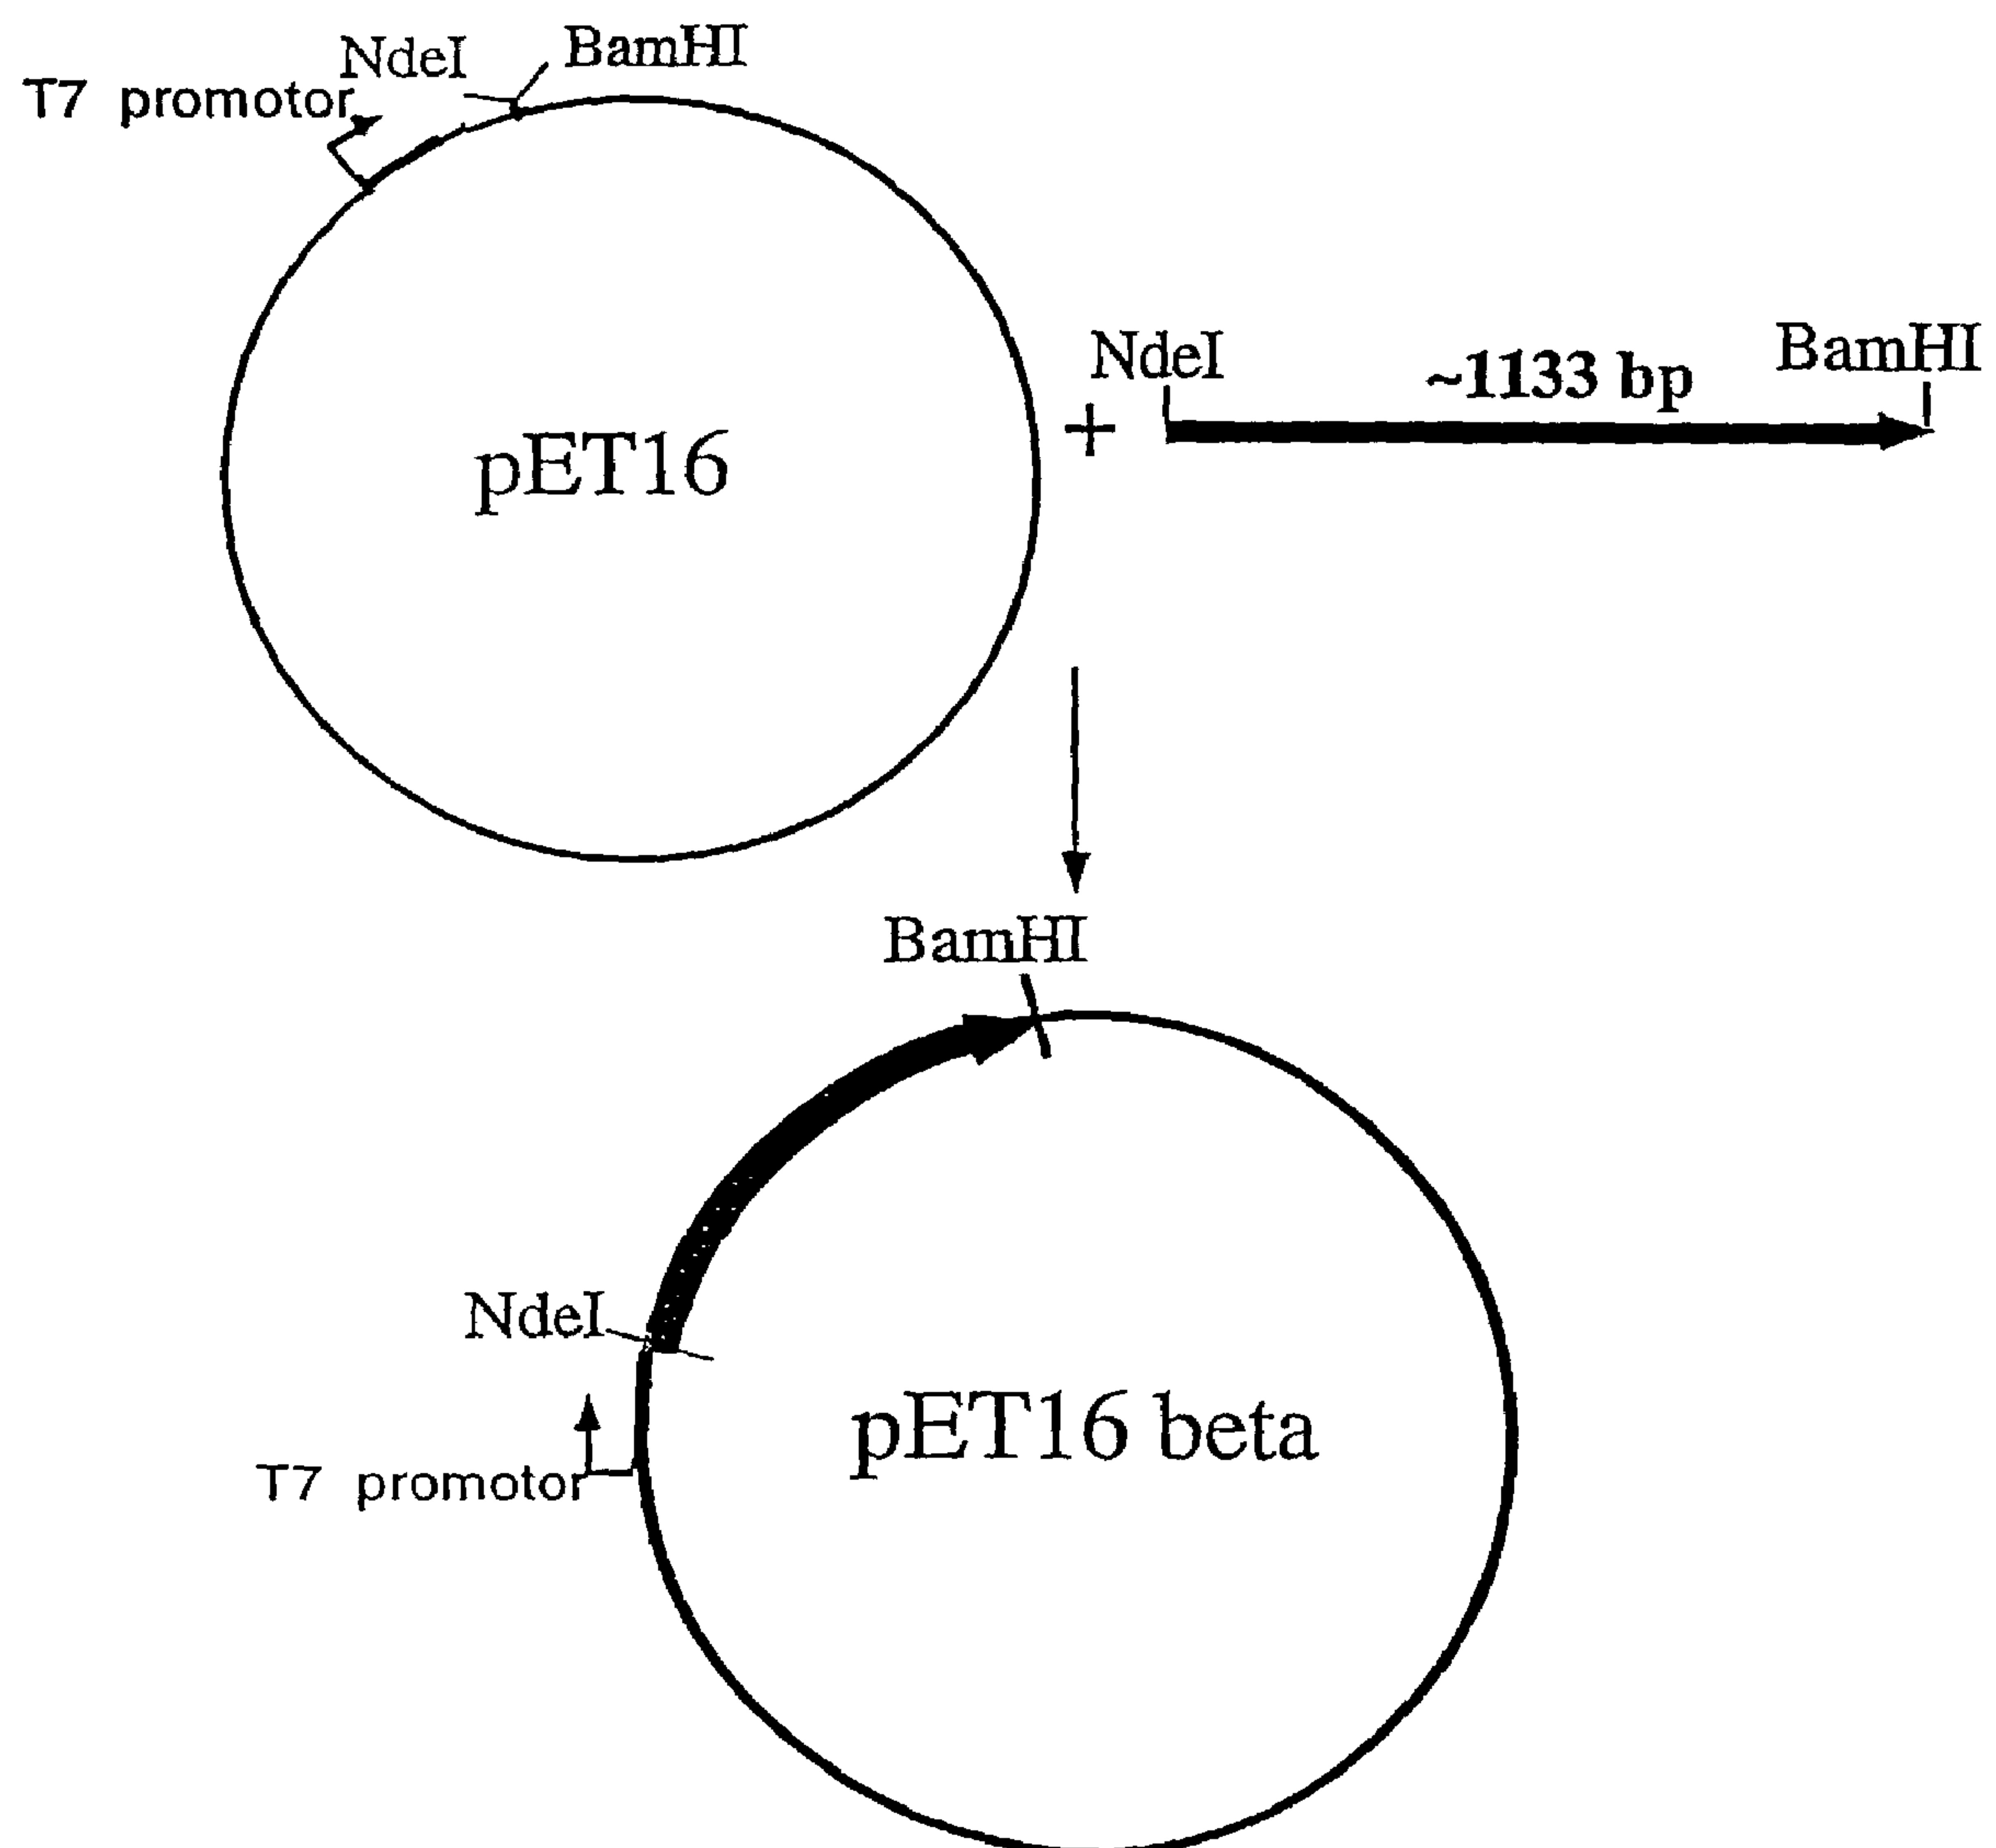 NdeI
BamHI
T7 promotor
pET16
+
NdeI
~1133 bp
BamHI
BamHI
NdeI
pET16 beta
T7 promotor